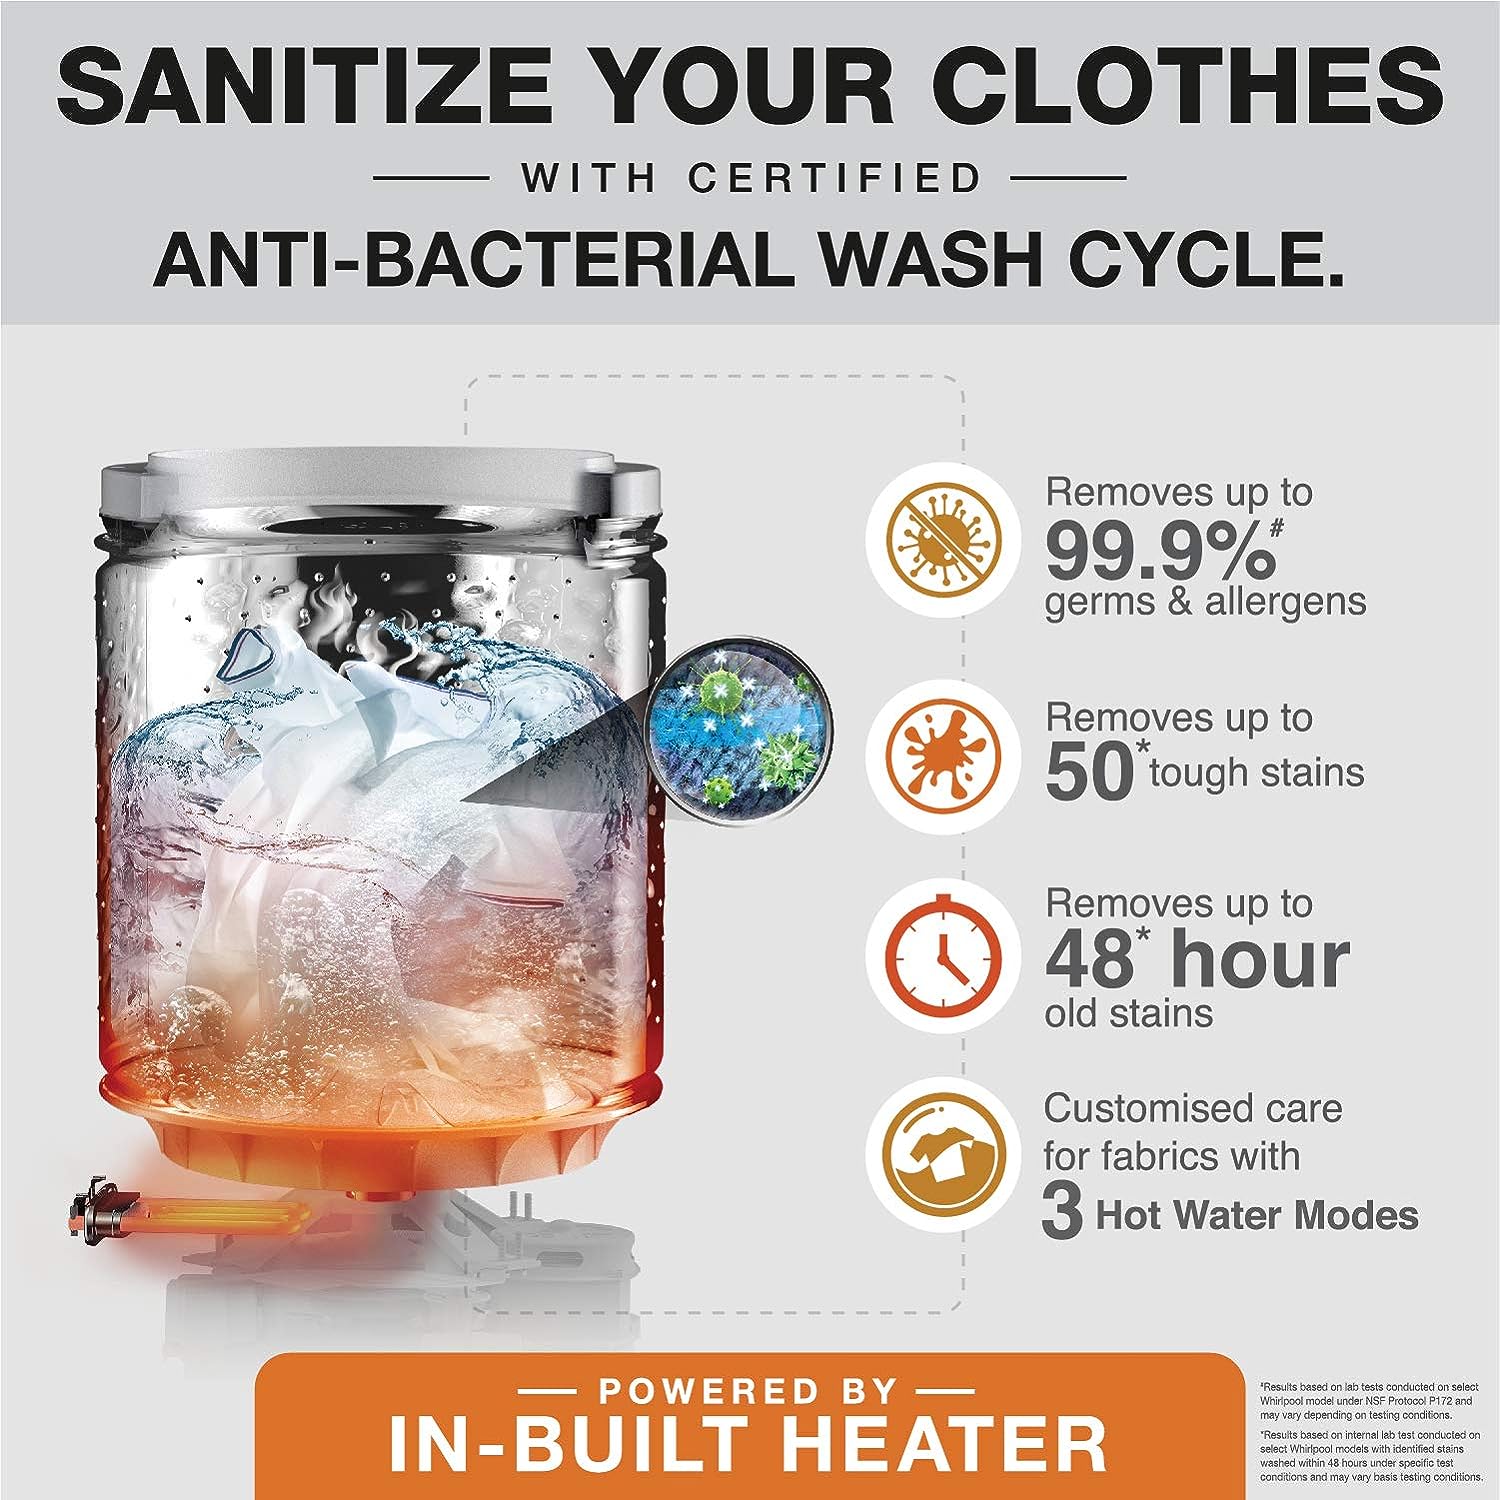 SANITIZE YOUR CLOTHES
WITH CERTIFIED
ANTI-BACTERIAL WASH CYCLE.
Removes up to
99.9%#
germs & allergens
Removes up to
50* tough stains
Removes up to
48* hour
old stains
Customised care
for fabrics with
3 Hot Water Modes
POWERED BY
IN-BUILT HEATER
#Results based on lab tests conducted on select
Whirlpool model under NSF Protocol P172 and
may vary depending on testing conditions.
*Results based on internal lab test conducted on
select Whirlpool models with identified stains
washed within 48 hours under specific test
conditions and may vary basis testing conditions.